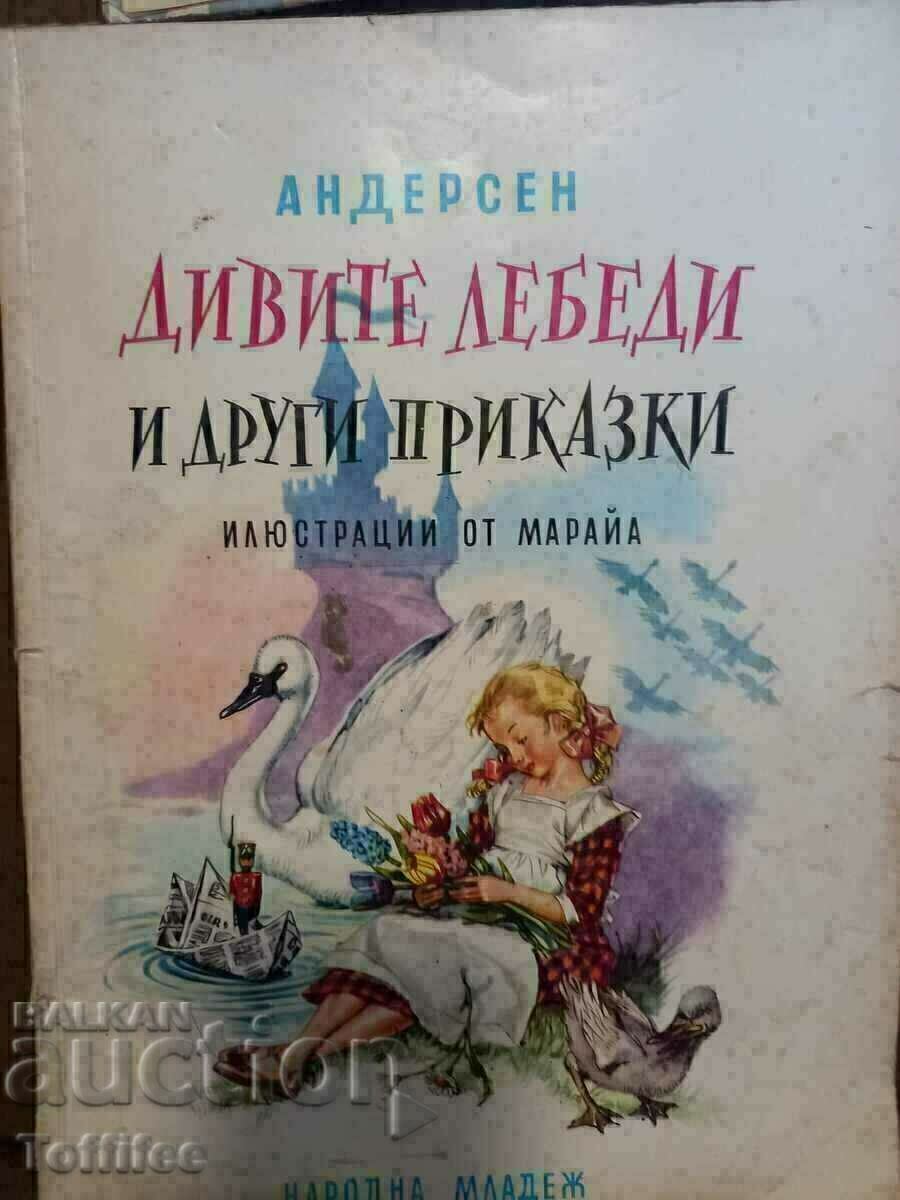 АНДЕРСЕН
ДИВИТЕ ЛЕБЕДИ
И ДРУГИ ПРИКАЗКИ
ИЛЮСТРАЦИИ ОТ МАРАЙА
BALKAN
auction
Toffifee
НАРОДНА МЛАДЕЖ